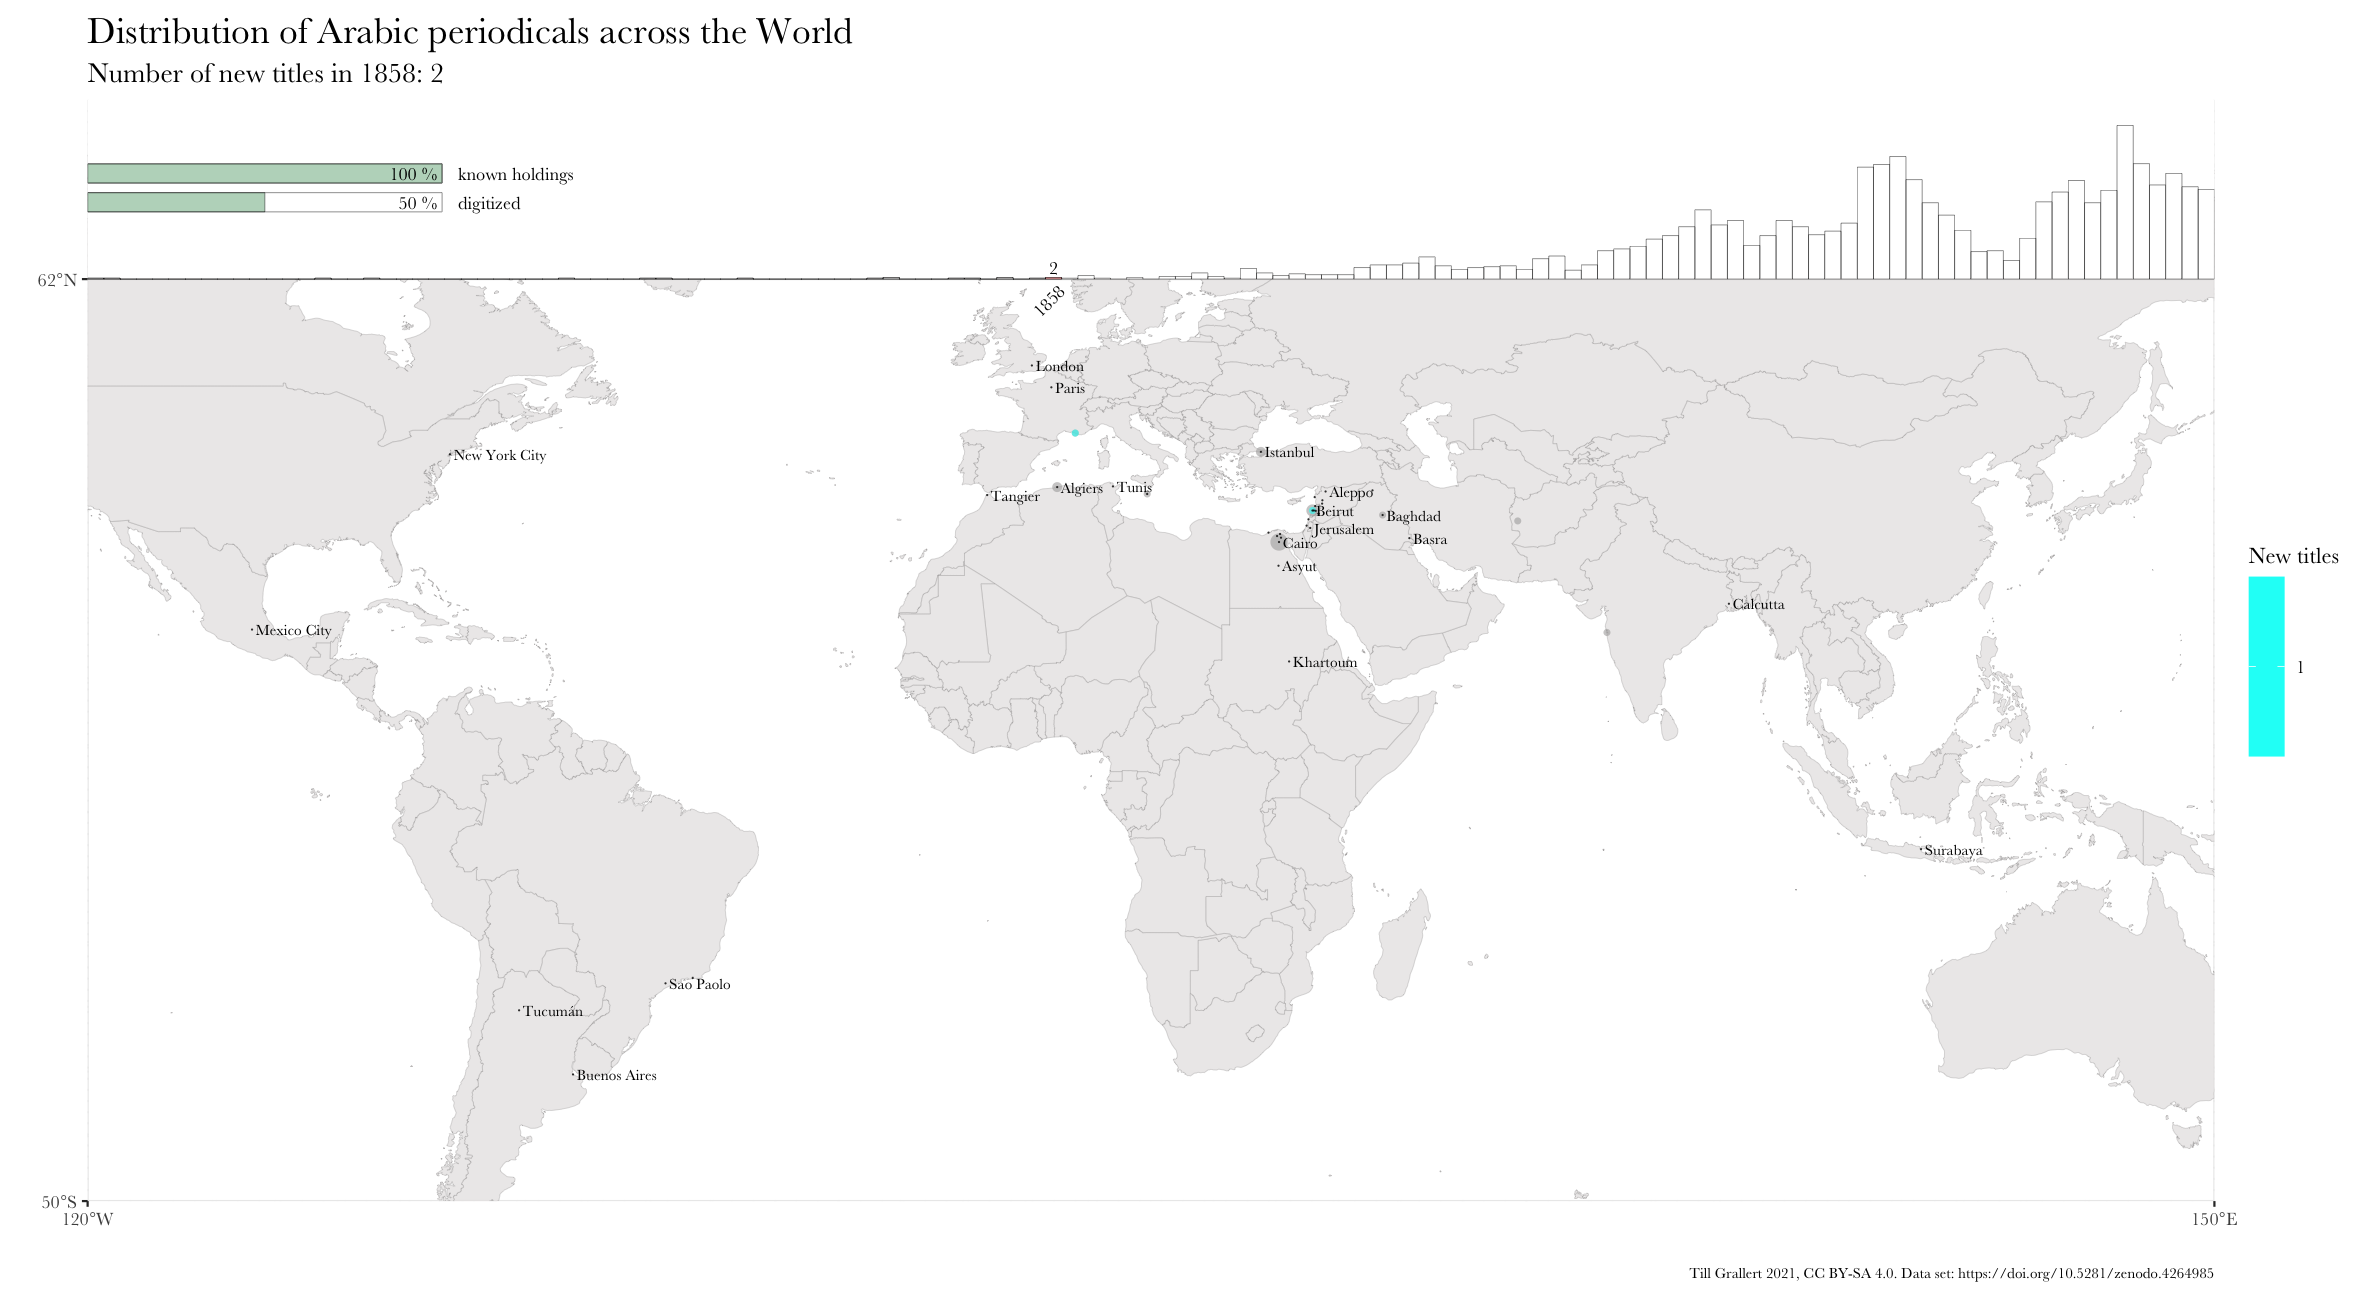 Distribution of Arabic periodicals across the World
Number of new titles in 1858: 2
100 % known holdings
50 % digitized
2
62°N
1858
London
Paris
Istanbul
New York City
Algiers
Tunis
Tangier
Aleppo
Beirut
Baghdad
Jerusalem
Basra
Cairo
New titles
Asyut
Calcutta
Mexico City
Khartoum
1
Surabaya
Sao Paolo
Tucumán
Buenos Aires
50°S
120°W
150°E
Till Grallert 2021, CC BY-SA 4.0. Data set: https://doi.org/10.5281/zenodo.4264985